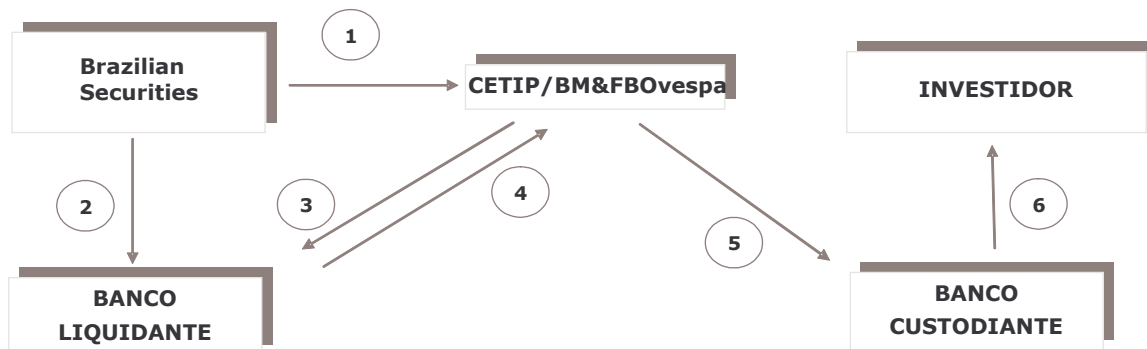 1
Brazilian
Securities
CETIP/BM&FBOvespa
INVESTIDOR
2
3
4
5
6
BANCO
LIQUIDANTE
BANCO
CUSTODIANTE